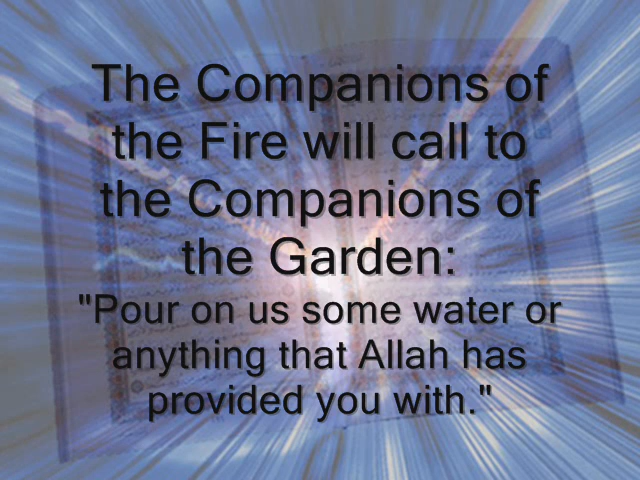 The Companions of
the Fire will call to
the Companions of
the Garden:
"Pour on us some water or
anything that Allah has
provided you with."